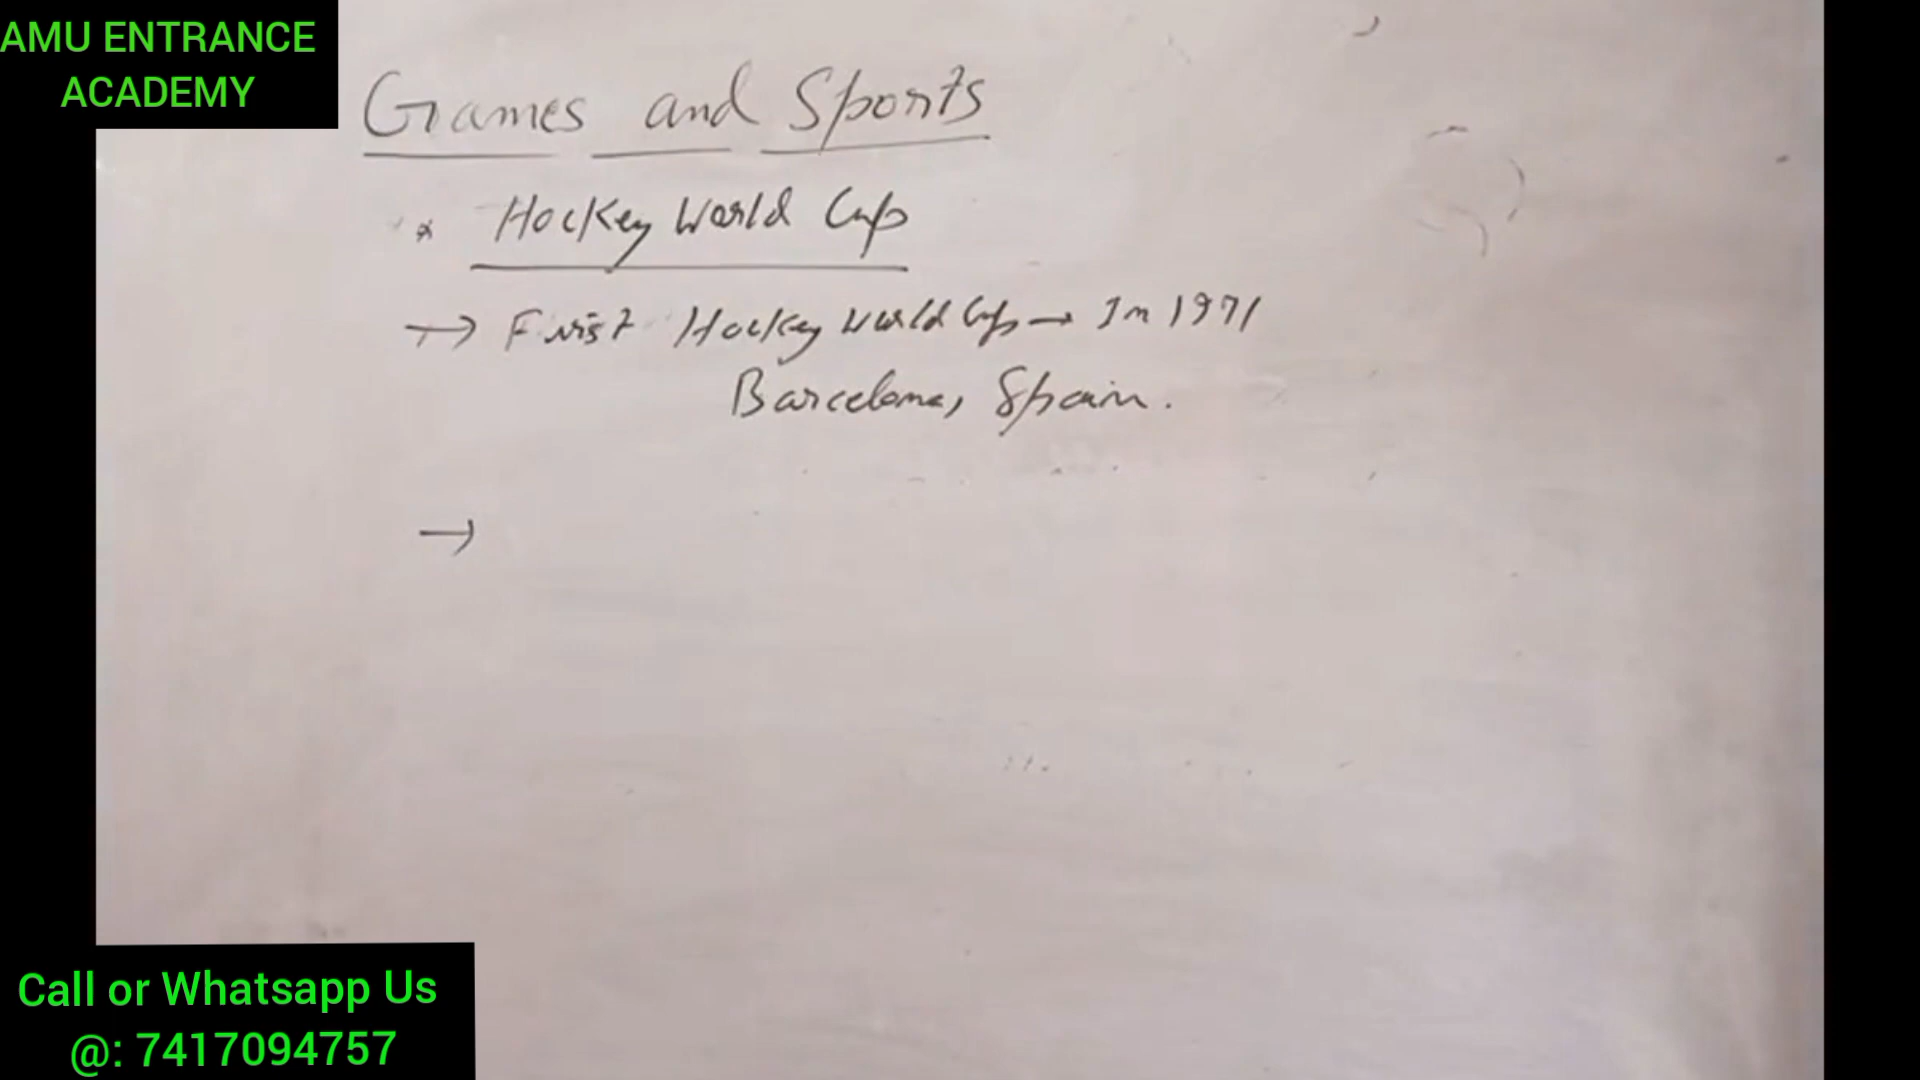 AMU ENTRANCE
ACADEMY
Games and Sports
* Hockey World Cup
→ First Hockey World Cup → In 1971
Barcelona, Spain.
→
Call or Whatsapp Us
@: 7417094757